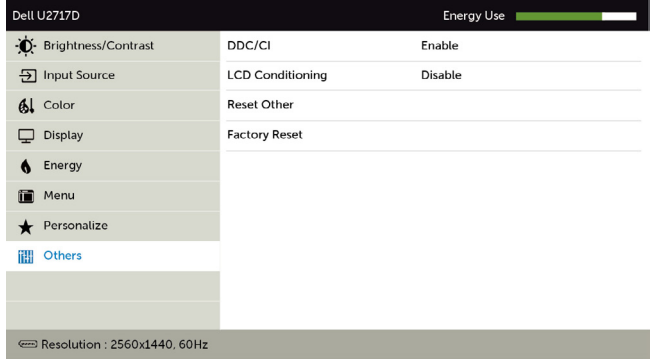 Dell U2717D Energy Use
Brightness/Contrast DDC/CI Enable
Input Source LCD Conditioning Disable
Color Reset Other
Display Factory Reset
Energy
Menu
Personalize
Others
Resolution : 2560x1440, 60Hz